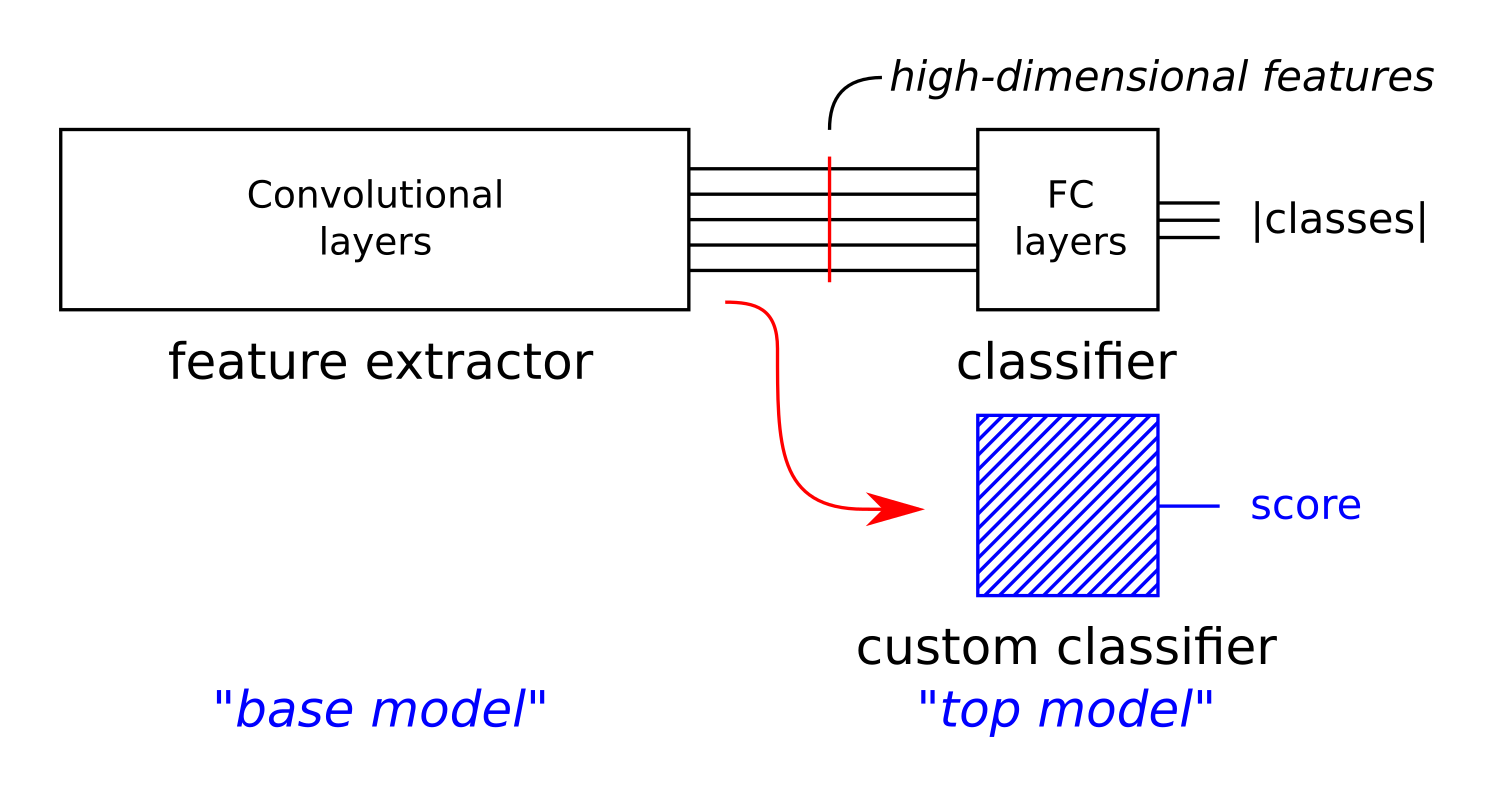 high-dimensional features
Convolutional
layers
FC
layers
|classes|
feature extractor
classifier
score
custom classifier
"base model"
"top model"